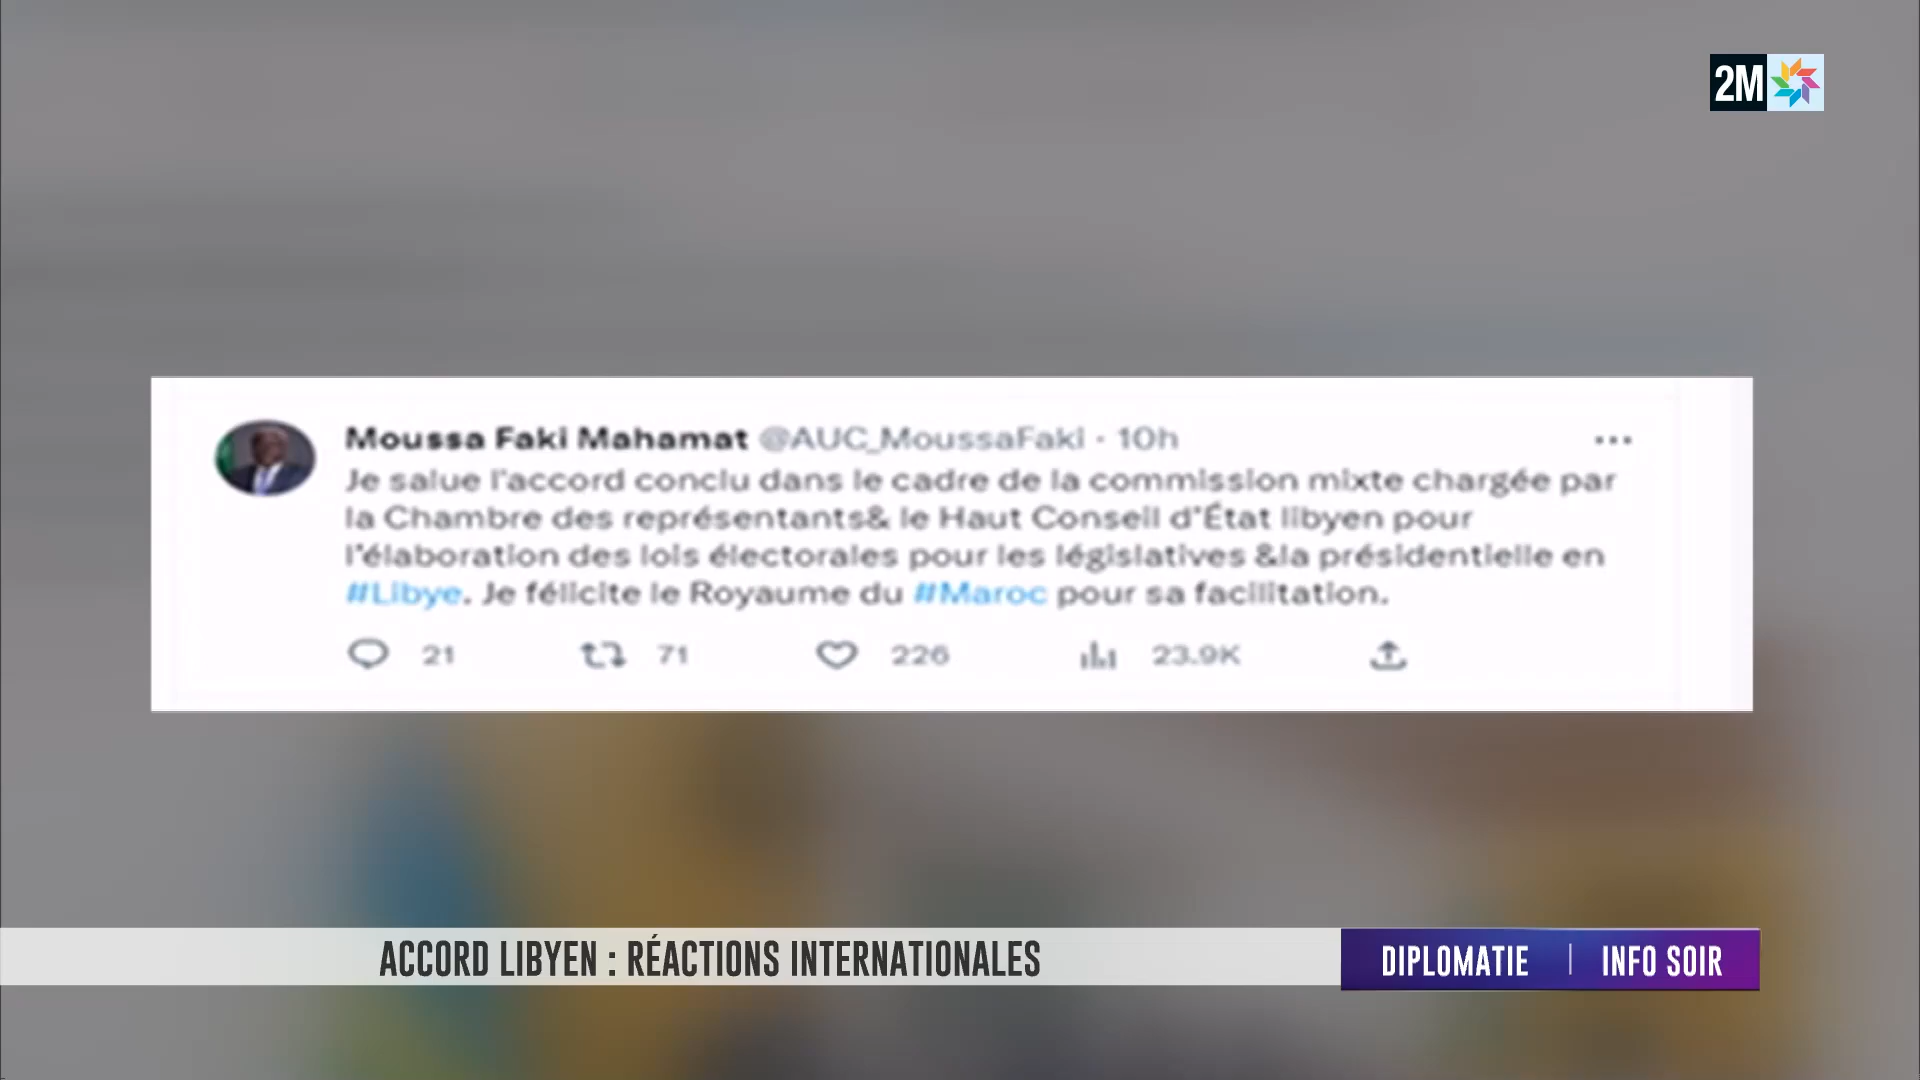 2M
Moussa Faki Mahamat @AUC_MoussaFaki · 10h
Je salue l'accord conclu dans le cadre de la commission mixte chargée par
la Chambre des représentants& le Haut Conseil d'État libyen pour
l'élaboration des lois électorales pour les législatives &la présidentielle en
#Libye. Je félicite le Royaume du #Maroc pour sa facilitation.
21 71 226 23.9K
ACCORD LIBYEN : RÉACTIONS INTERNATIONALES
DIPLOMATIE | INFO SOIR